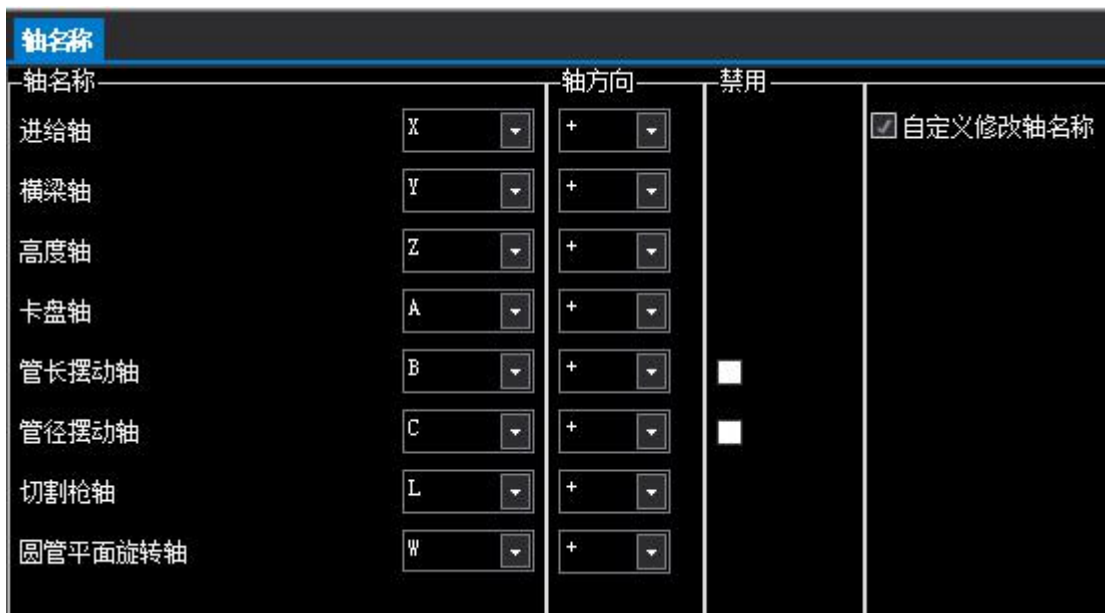 轴名称
轴名称 轴方向 禁用
进给轴 X + 自定义修改轴名称
横梁轴 Y +
高度轴 Z +
卡盘轴 A +
管长摆动轴 B +
管径摆动轴 C +
切割枪轴 L +
圆管平面旋转轴 W +